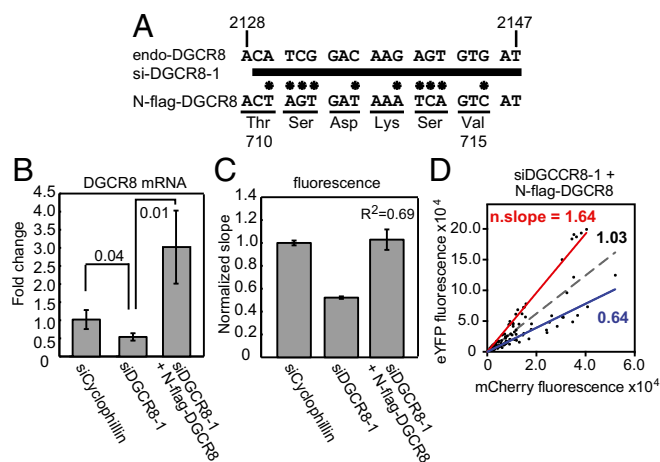 A
2128 2147
endo-DGCR8 ACA TCG GAC AAG AGT GTG AT
si-DGCR8-1
N-flag-DGCR8 ACT AGT GAT AAA TCA GTC AT
Thr Ser Asp Lys Ser Val
710 715
B
DGCR8 mRNA
Fold change
4.5
4.0
3.5
3.0
2.5
2.0
1.5
1.0
0.5
0
0.04
0.01
siCyclophillin
siDGCR8-1
siDGCR8-1
+ N-flag-DGCR8
C
fluorescence
Normalized slope
1.4
1.2
1.0
0.8
0.6
0.4
0.2
0
R²=0.69
siCyclophillin
siDGCR8-1
siDGCR8-1
+ N-flag-DGCR8
D
siDGCCR8-1 +
N-flag-DGCR8
eYFP fluorescence x10⁴
20.0
15.0
10.0
5.0
0
n.slope = 1.64
1.03
0.64
0 2.0 4.0
mCherry fluorescence x10⁴